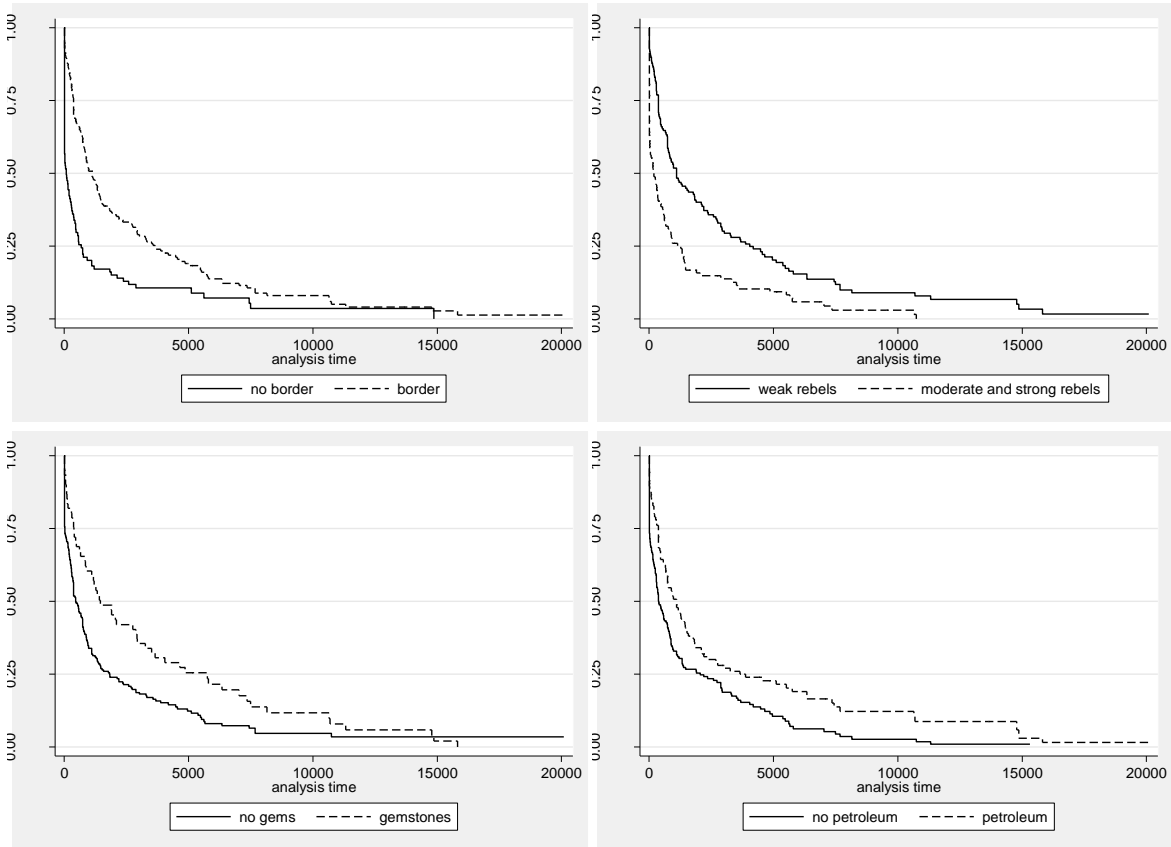 1.00
0.75
0.50
0.25
0.00
0 5000 10000 15000 20000
analysis time
no border border
1.00
0.75
0.50
0.25
0.00
0 5000 10000 15000 20000
analysis time
weak rebels moderate and strong rebels
1.00
0.75
0.50
0.25
0.00
0 5000 10000 15000 20000
analysis time
no gems gemstones
1.00
0.75
0.50
0.25
0.00
0 5000 10000 15000 20000
analysis time
no petroleum petroleum